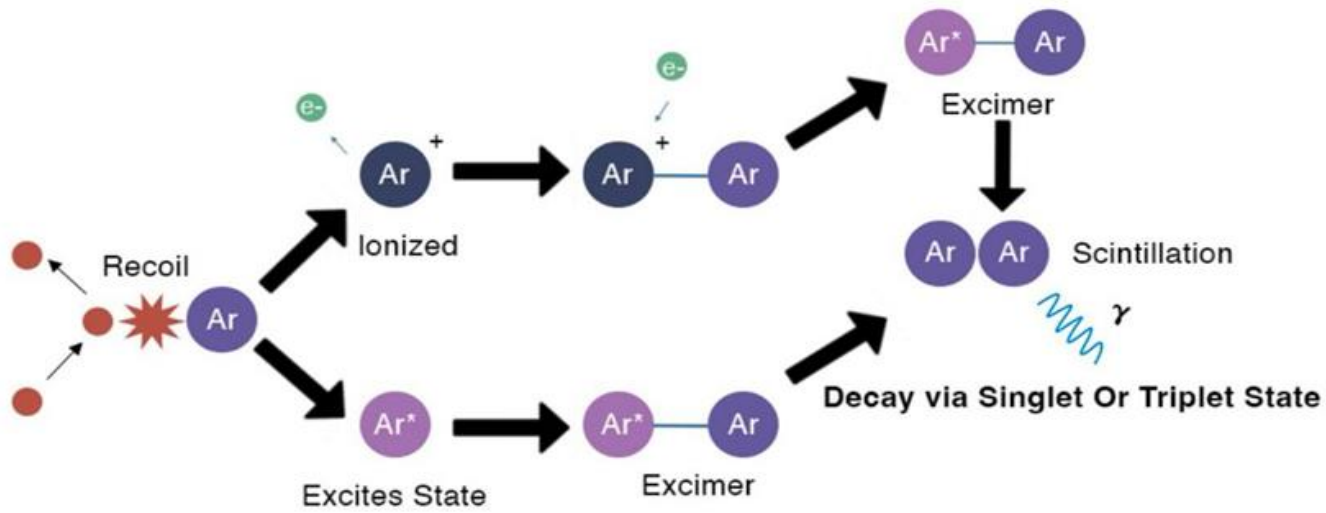 Ar* Ar
Excimer
e-
e-
Ar +
Ar + Ar
Ionized
Recoil
Ar
Ar Ar
Scintillation
γ
Decay via Singlet Or Triplet State
Ar*
Ar* Ar
Excites State
Excimer